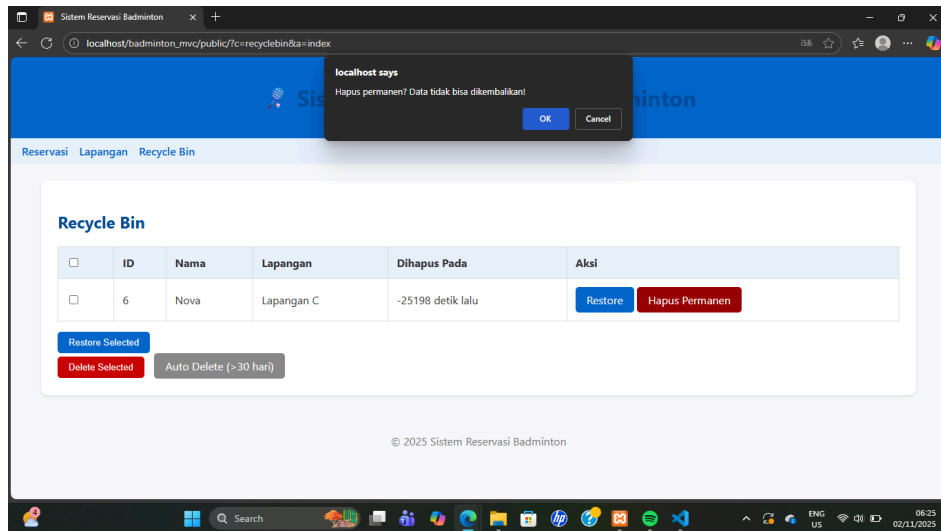 Sistem Reservasi Badminton
localhost/badminton_mvc/public/?c=recyclebin&a=index
localhost says
Hapus permanen? Data tidak bisa dikembalikan!
OK Cancel
Sis
inton
Reservasi Lapangan Recycle Bin
Recycle Bin
ID Nama Lapangan Dihapus Pada Aksi
6 Nova Lapangan C -25198 detik lalu Restore Hapus Permanen
Restore Selected
Delete Selected Auto Delete (>30 hari)
© 2025 Sistem Reservasi Badminton
4
Search
hp
ENG
US
06:25
02/11/2025